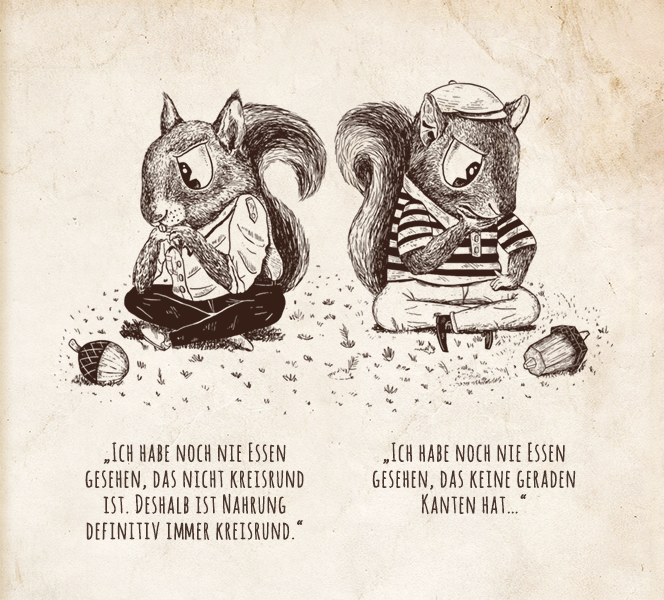 „Ich habe noch nie Essen
gesehen, das nicht kreisrund
ist. Deshalb ist Nahrung
definitiv immer kreisrund.“
„Ich habe noch nie Essen
gesehen, das keine geraden
Kanten hat...“